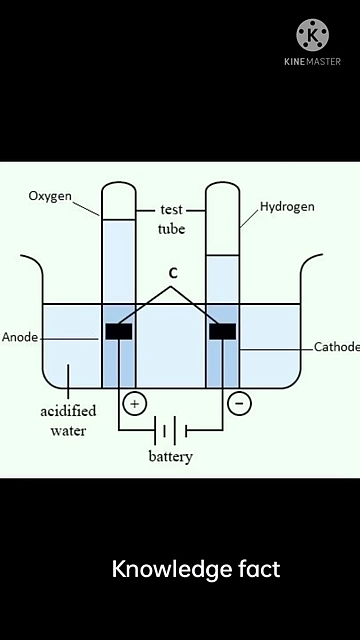 K
KINEMASTER
Oxygen
test
tube
Hydrogen
C
Anode
Cathode
acidified
water
+
−
battery
Knowledge fact